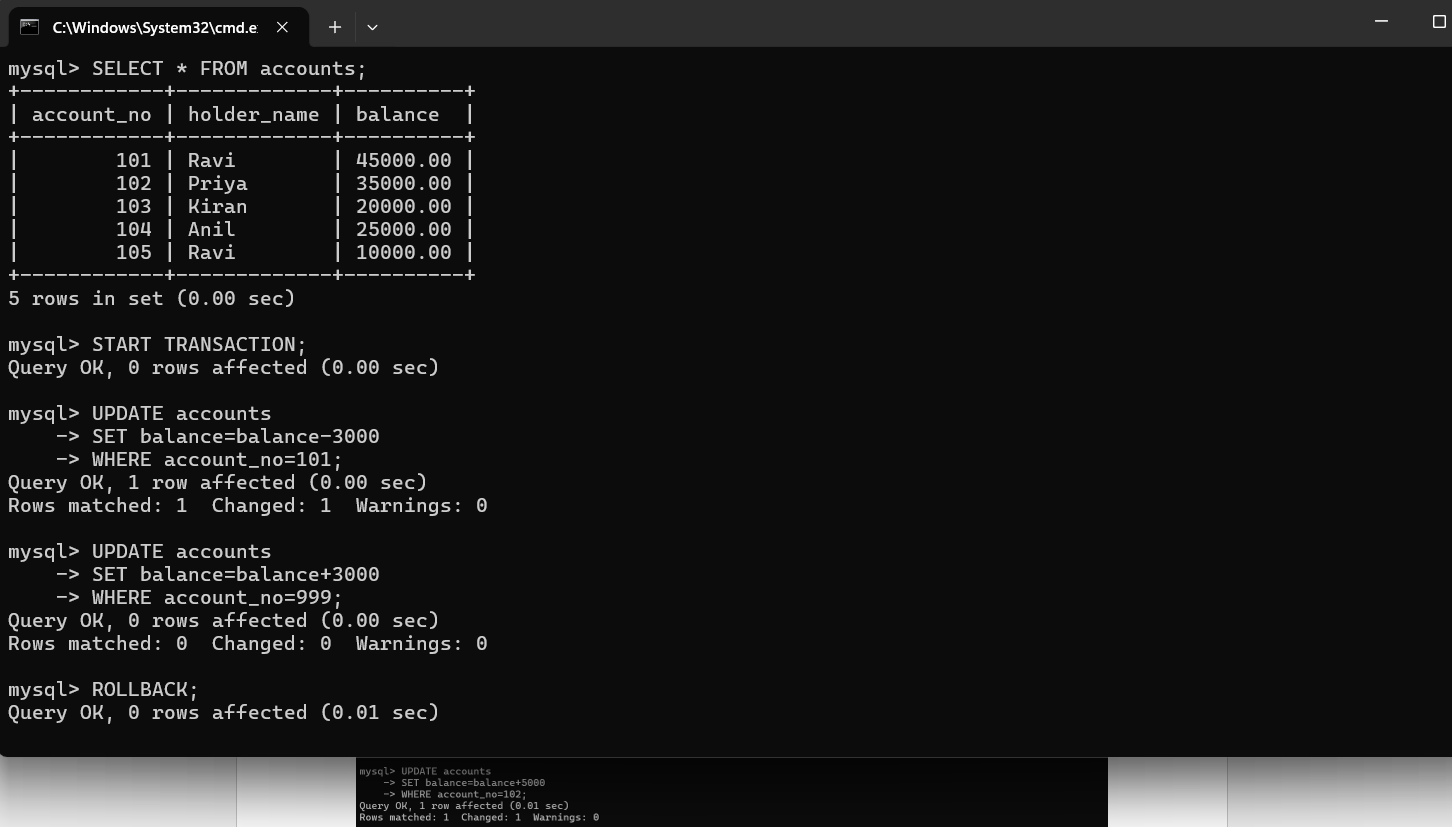 C:\Windows\System32\cmd.e
mysql> SELECT * FROM accounts;
+------------+-------------+----------+
| account_no | holder_name | balance  |
+------------+-------------+----------+
|        101 | Ravi        | 45000.00 |
|        102 | Priya       | 35000.00 |
|        103 | Kiran       | 20000.00 |
|        104 | Anil        | 25000.00 |
|        105 | Ravi        | 10000.00 |
+------------+-------------+----------+
5 rows in set (0.00 sec)
mysql> START TRANSACTION;
Query OK, 0 rows affected (0.00 sec)
mysql> UPDATE accounts
    -> SET balance=balance-3000
    -> WHERE account_no=101;
Query OK, 1 row affected (0.00 sec)
Rows matched: 1  Changed: 1  Warnings: 0
mysql> UPDATE accounts
    -> SET balance=balance+3000
    -> WHERE account_no=999;
Query OK, 0 rows affected (0.00 sec)
Rows matched: 0  Changed: 0  Warnings: 0
mysql> ROLLBACK;
Query OK, 0 rows affected (0.01 sec)
mysql> UPDATE accounts
    -> SET balance=balance+5000
    -> WHERE account_no=102;
Query OK, 1 row affected (0.01 sec)
Rows matched: 1  Changed: 1  Warnings: 0